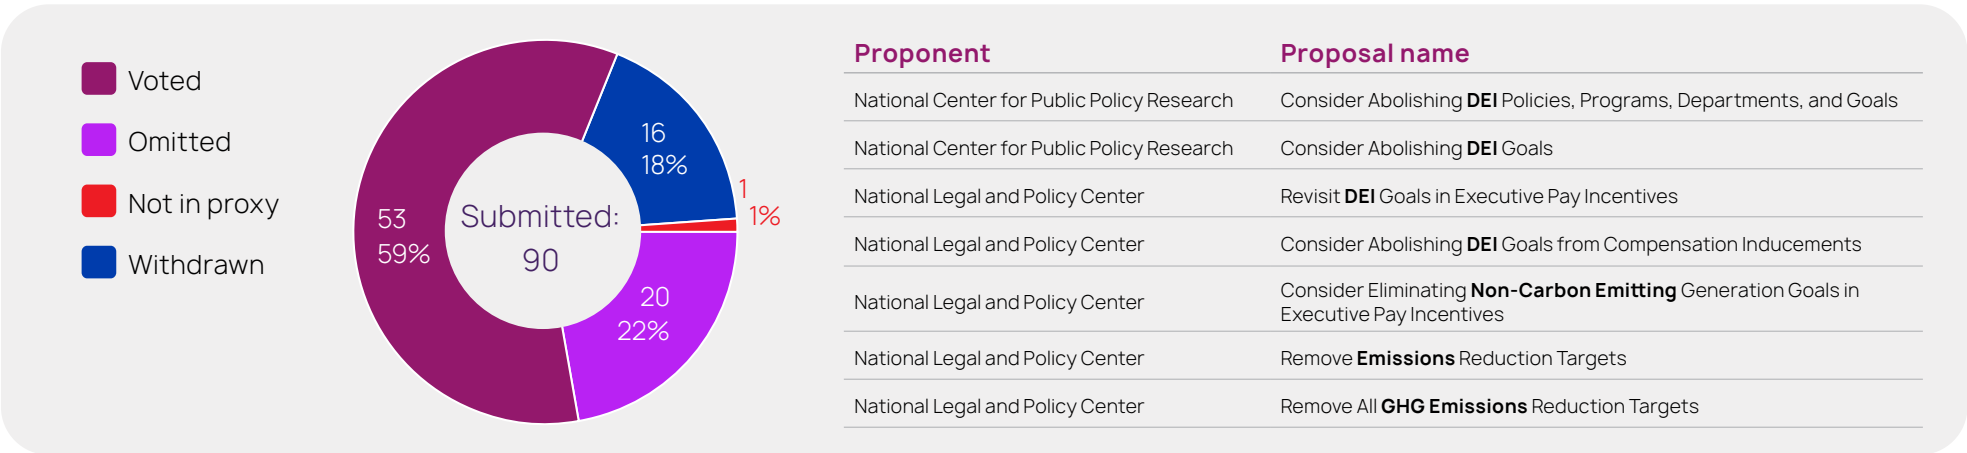 Voted
Omitted
Not in proxy
Withdrawn
53
59%
Submitted:
90
16
18%
1
1%
20
22%
Proponent Proposal name
National Center for Public Policy Research Consider Abolishing DEI Policies, Programs, Departments, and Goals
National Center for Public Policy Research Consider Abolishing DEI Goals
National Legal and Policy Center Revisit DEI Goals in Executive Pay Incentives
National Legal and Policy Center Consider Abolishing DEI Goals from Compensation Inducements
National Legal and Policy Center Consider Eliminating Non-Carbon Emitting Generation Goals in
Executive Pay Incentives
National Legal and Policy Center Remove Emissions Reduction Targets
National Legal and Policy Center Remove All GHG Emissions Reduction Targets